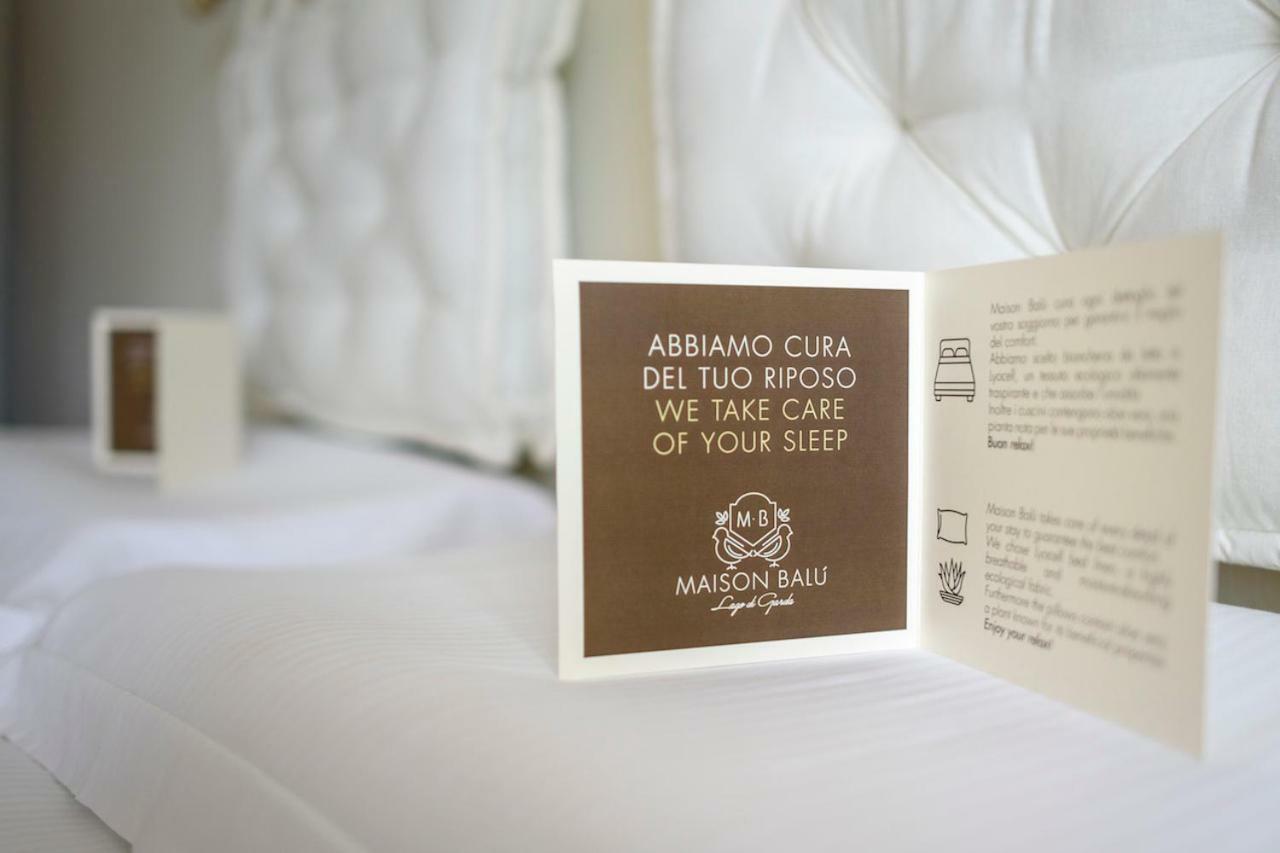 ABBIAMO CURA
DEL TUO RIPOSO
WE TAKE CARE
OF YOUR SLEEP
M·B
MAISON BALÚ
Lago di Garda
Maison Balù cura ogni dettaglio del
vostro soggiorno per garantirvi il meglio
del comfort.
Abbiamo scelto biancheria da letto in
Lyocell, un tessuto ecologico altamente
traspirante e che assorbe l'umidità.
Inoltre i cuscini contengono aloe vera,
pianta nota per le sue proprietà benefiche.
Buon relax!
Maison Balù takes care of every detail of
your stay to guarantee the best comfort.
We chose Lyocell bed linen, a highly
breathable and
ecological fabric.
Furthermore the pillows contain aloe vera,
a plant known for its beneficial properties.
Enjoy your relax!